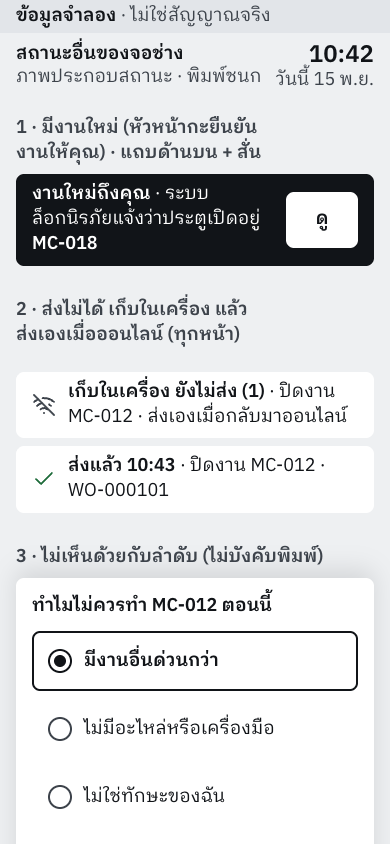 ข้อมูลจำลอง · ไม่ใช่สัญญาณจริง
สถานะอื่นของจอช่าง
10:42
ภาพประกอบสถานะ · พิมพ์ชนก
วันนี้ 15 พ.ย.
1 · มีงานใหม่ (หัวหน้ากะยืนยัน
งานให้คุณ) · แถบด้านบน + สั่น
งานใหม่ถึงคุณ · ระบบ
ล็อกนิรภัยแจ้งว่าประตูเปิดอยู่
MC-018
ดู
2 · ส่งไม่ได้ เก็บในเครื่อง แล้ว
ส่งเองเมื่อออนไลน์ (ทุกหน้า)
เก็บในเครื่อง ยังไม่ส่ง (1) · ปิดงาน
MC-012 · ส่งเองเมื่อกลับมาออนไลน์
ส่งแล้ว 10:43 · ปิดงาน MC-012 ·
WO-000101
3 · ไม่เห็นด้วยกับลำดับ (ไม่บังคับพิมพ์)
ทำไมไม่ควรทำ MC-012 ตอนนี้
มีงานอื่นด่วนกว่า
ไม่มีอะไหล่หรือเครื่องมือ
ไม่ใช่ทักษะของฉัน